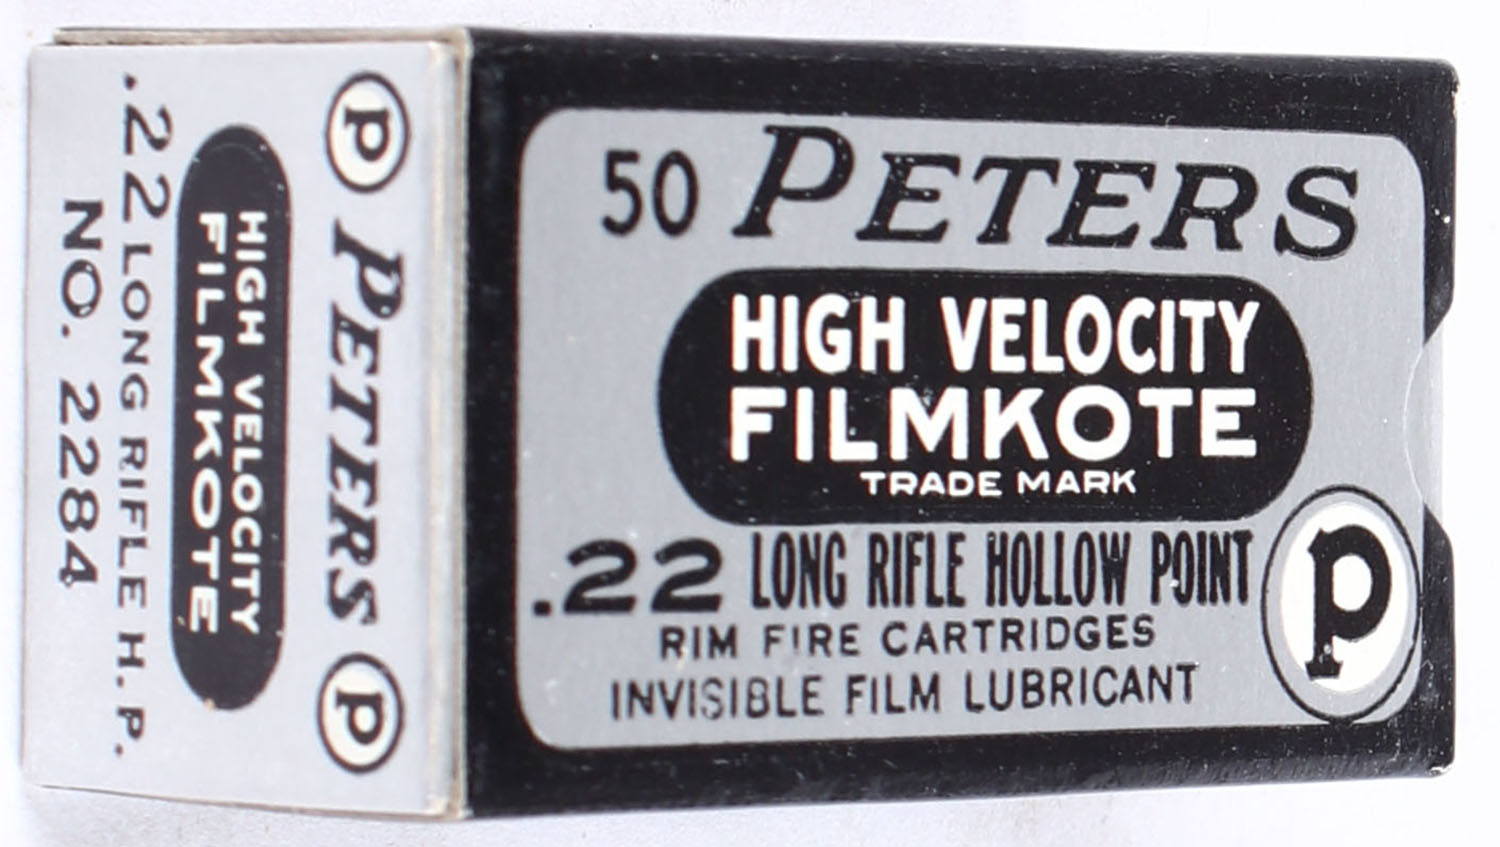 50 PETERS
HIGH VELOCITY
FILMKOTE
TRADE MARK
.22 LONG RIFLE HOLLOW POINT
RIM FIRE CARTRIDGES
INVISIBLE FILM LUBRICANT
P
P PETERS P
HIGH VELOCITY
FILMKOTE
.22 LONG RIFLE H.P.
NO. 2284